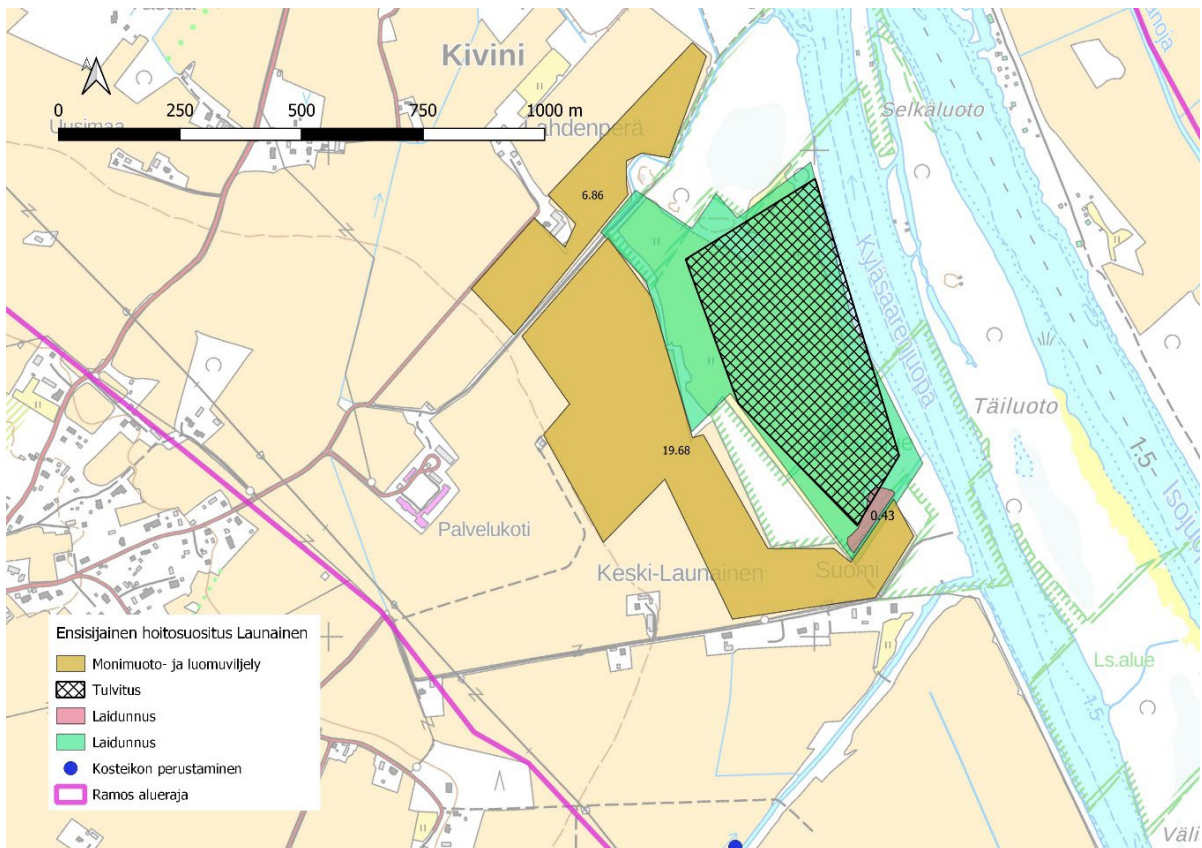 Kivini
Lahdenperä
Uusimaa
0 250 500 750 1000 m
Selkäluoto
6.86
Kyläsaarenjuopa
Täiluoto
1.5
19.68
0.43
Palvelukoti
Keski-Launainen
Suomi
Ls.alue
1.5
Ensisijainen hoitosuositus Launainen
Monimuoto- ja luomuviljely
Tulvitus
Laidunnus
Laidunnus
Kosteikon perustaminen
Ramos alueraja